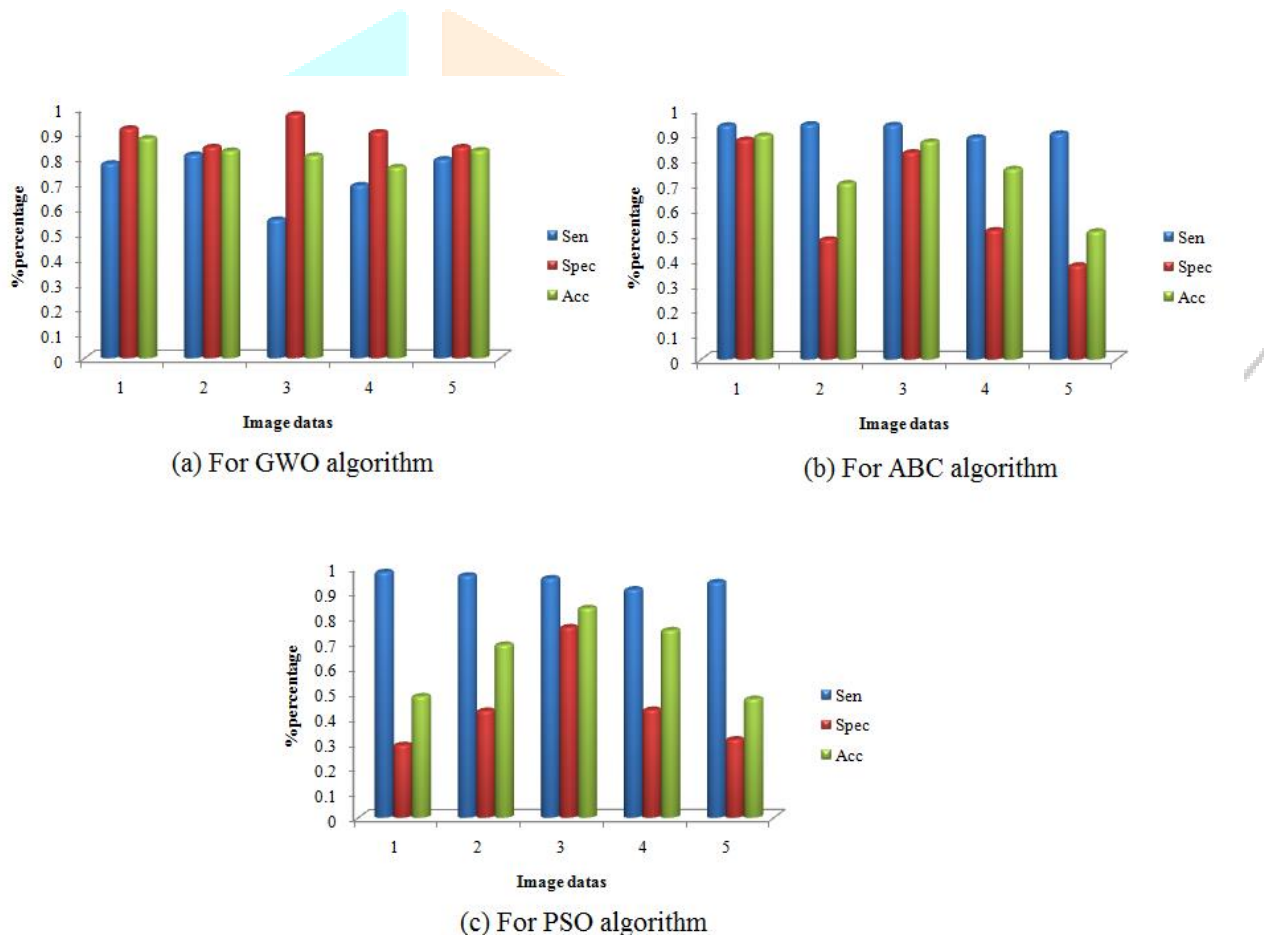 %percentage
1
0.9
0.8
0.7
0.6
0.5
0.4
0.3
0.2
0.1
0
1 2 3 4 5
Image datas
Sen
Spec
Acc
(a) For GWO algorithm
%percentage
1
0.9
0.8
0.7
0.6
0.5
0.4
0.3
0.2
0.1
0
1 2 3 4 5
Image datas
Sen
Spec
Acc
(b) For ABC algorithm
%percentage
1
0.9
0.8
0.7
0.6
0.5
0.4
0.3
0.2
0.1
0
1 2 3 4 5
Image datas
Sen
Spec
Acc
(c) For PSO algorithm